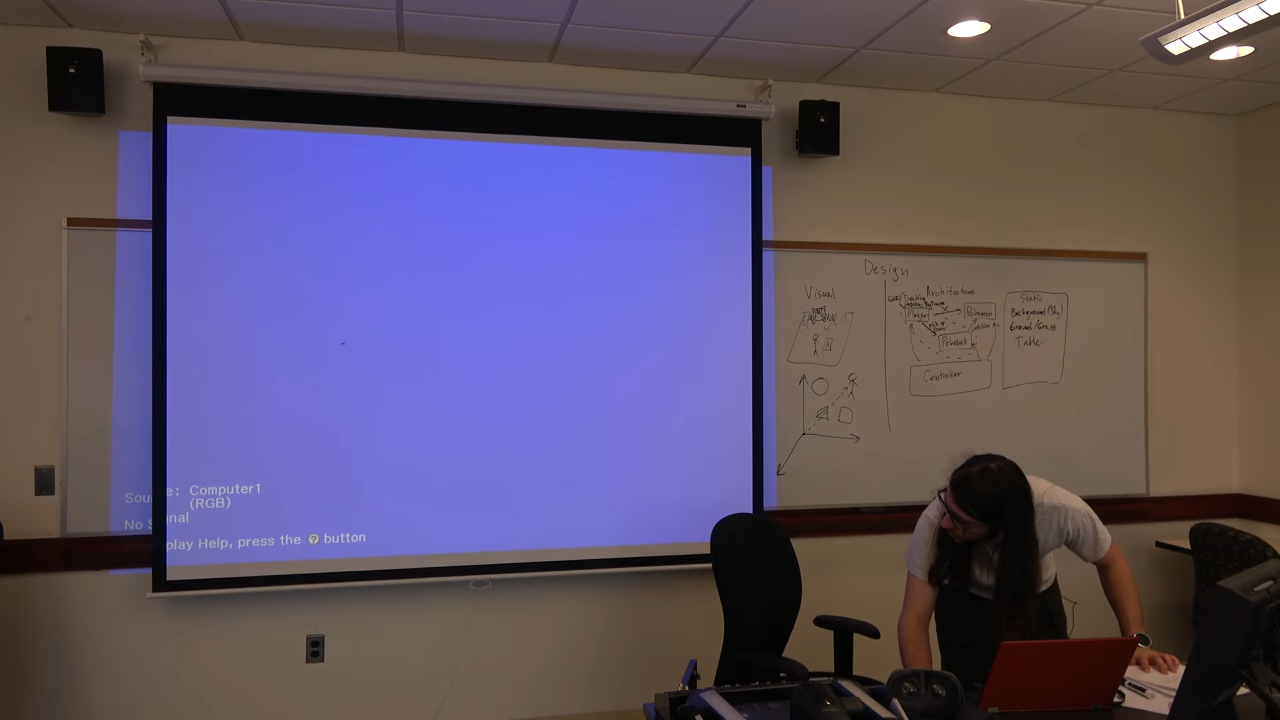 Source: Computer1
(RGB)
No Signal
play Help, press the ? button
Design
Visual
Architecture
Player
Pokemon
Pokeball
Controller
Static
Background (Sky)
Ground/Grass
Table